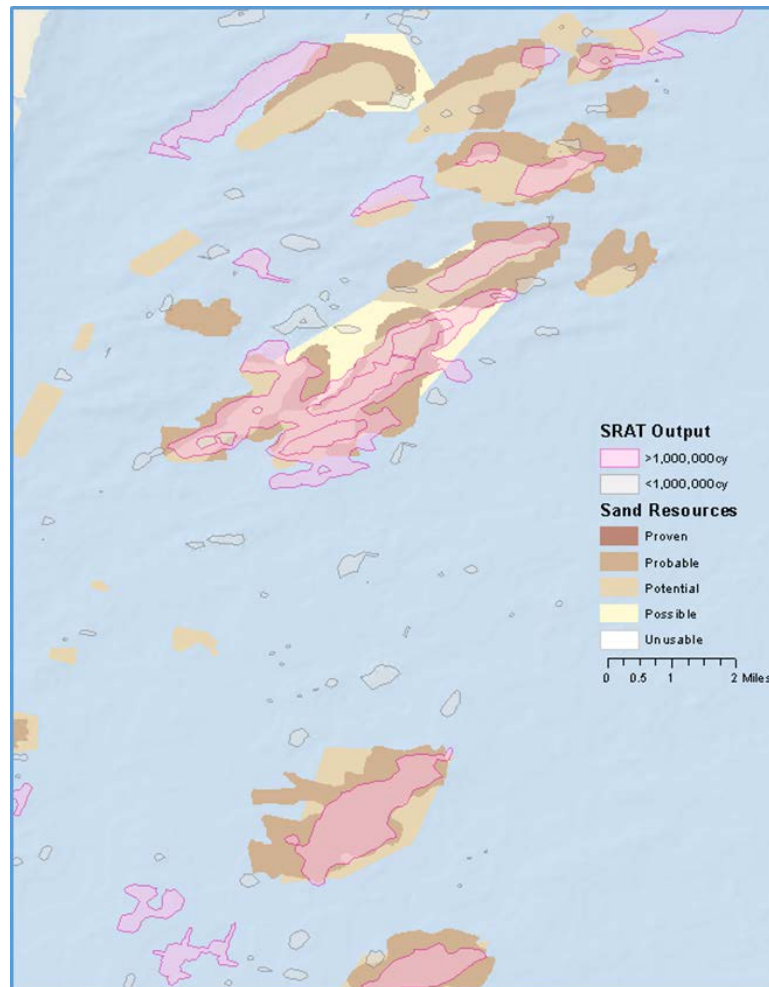 SRAT Output
>1,000,000cy
<1,000,000cy
Sand Resources
Proven
Probable
Potential
Possible
Unusable
0 0.5 1 2 Miles